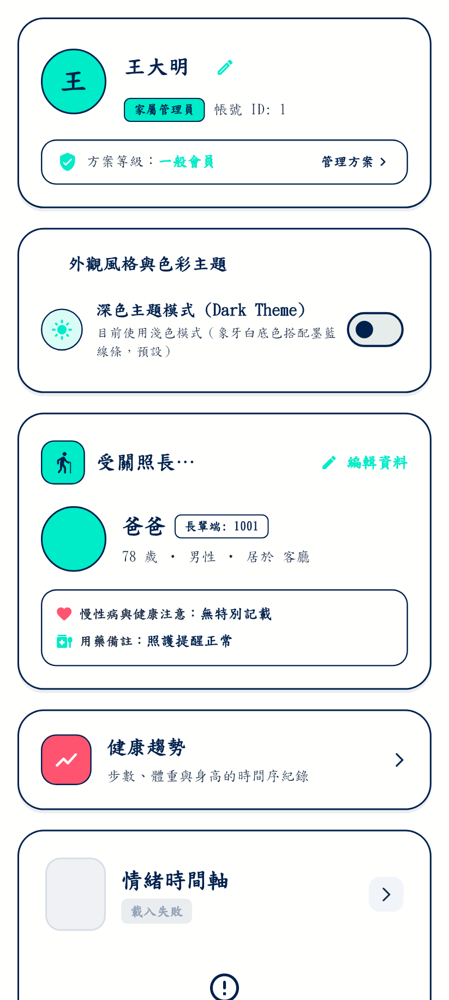 王
王大明
家屬管理員 帳號 ID: 1
方案等級：一般會員 管理方案
外觀風格與色彩主題
深色主題模式 (Dark Theme)
目前使用淺色模式（象牙白底色搭配墨藍
線條，預設）
受關照長… 編輯資料
爸爸 長輩端: 1001
78 歲 • 男性 • 居於 客廳
慢性病與健康注意：無特別記載
用藥備註：照護提醒正常
健康趨勢
步數、體重與身高的時間序紀錄
情緒時間軸
載入失敗